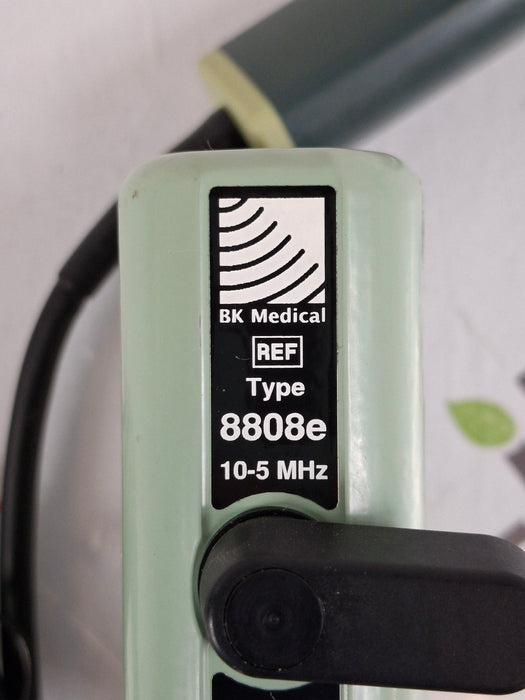 BK Medical
REF
Type
8808e
10-5 MHz